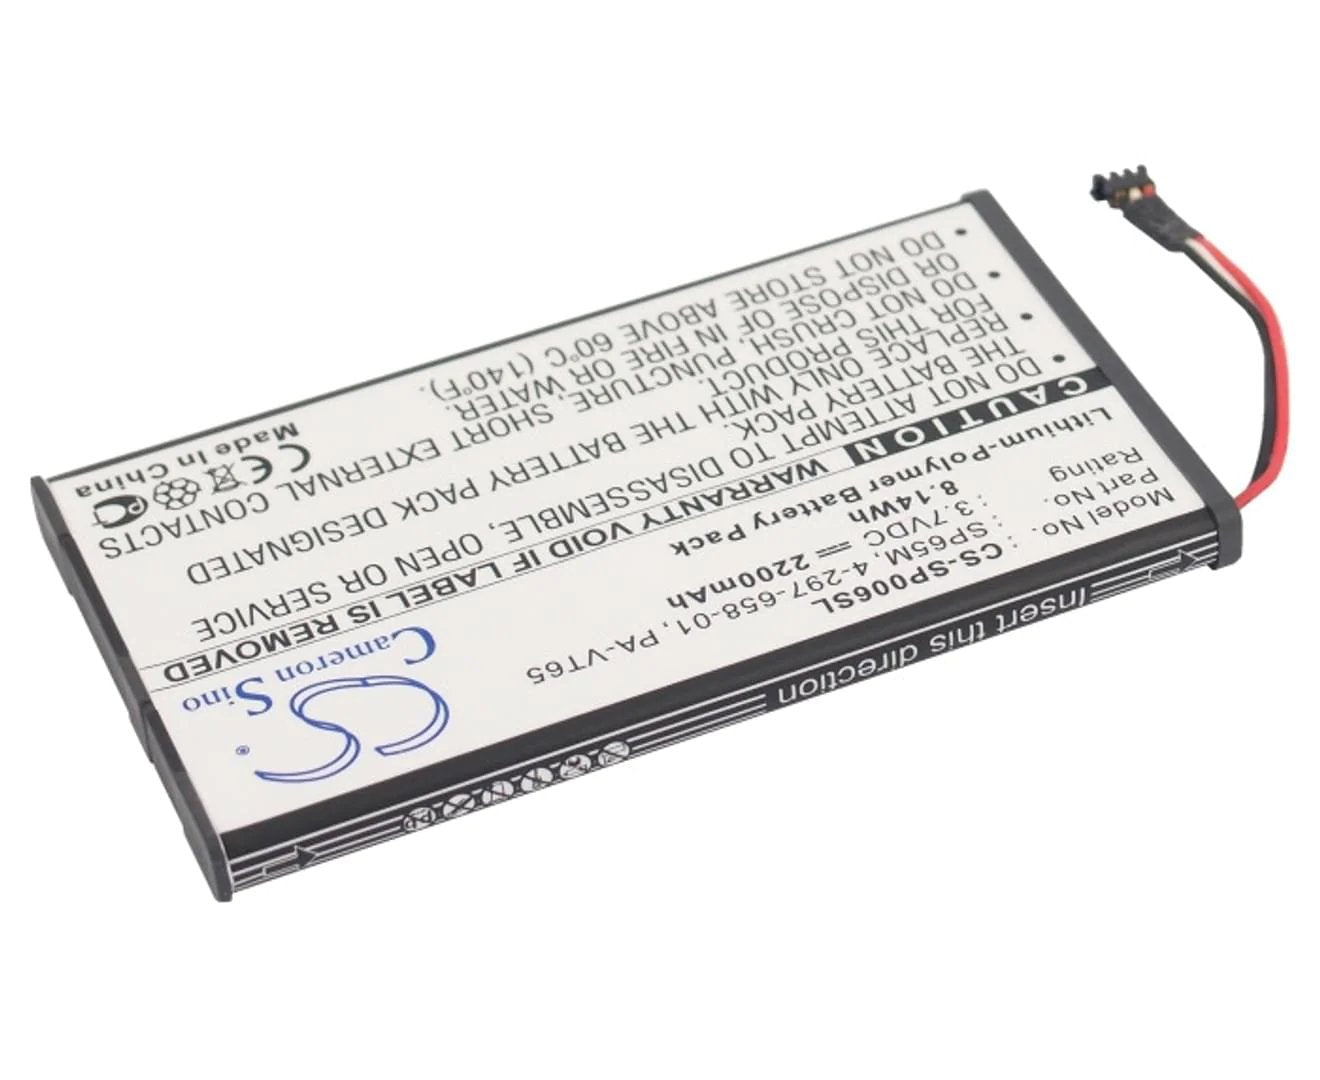 Model No. : CS-SP006SL
Part No. : SP65M, 4-297-658-01, PA-VT65
Rating : 3.7VDC ⎓ 2200mAh
8.14Wh
Lithium-Polymer Battery Pack
CAUTION WARRANTY VOID IF LABEL IS REMOVED
• DO NOT ATTEMPT TO DISASSEMBLE, OPEN OR SERVICE
THE BATTERY PACK.
• REPLACE ONLY WITH THE BATTERY PACK DESIGNATED
FOR THIS PRODUCT.
• DO NOT CRUSH, PUNCTURE, SHORT EXTERNAL CONTACTS
OR DISPOSE OF IN FIRE OR WATER.
• DO NOT STORE ABOVE 60°C (140°F).
CS
Cameron Sino
®
CE
PCT
Made in China
Insert this direction